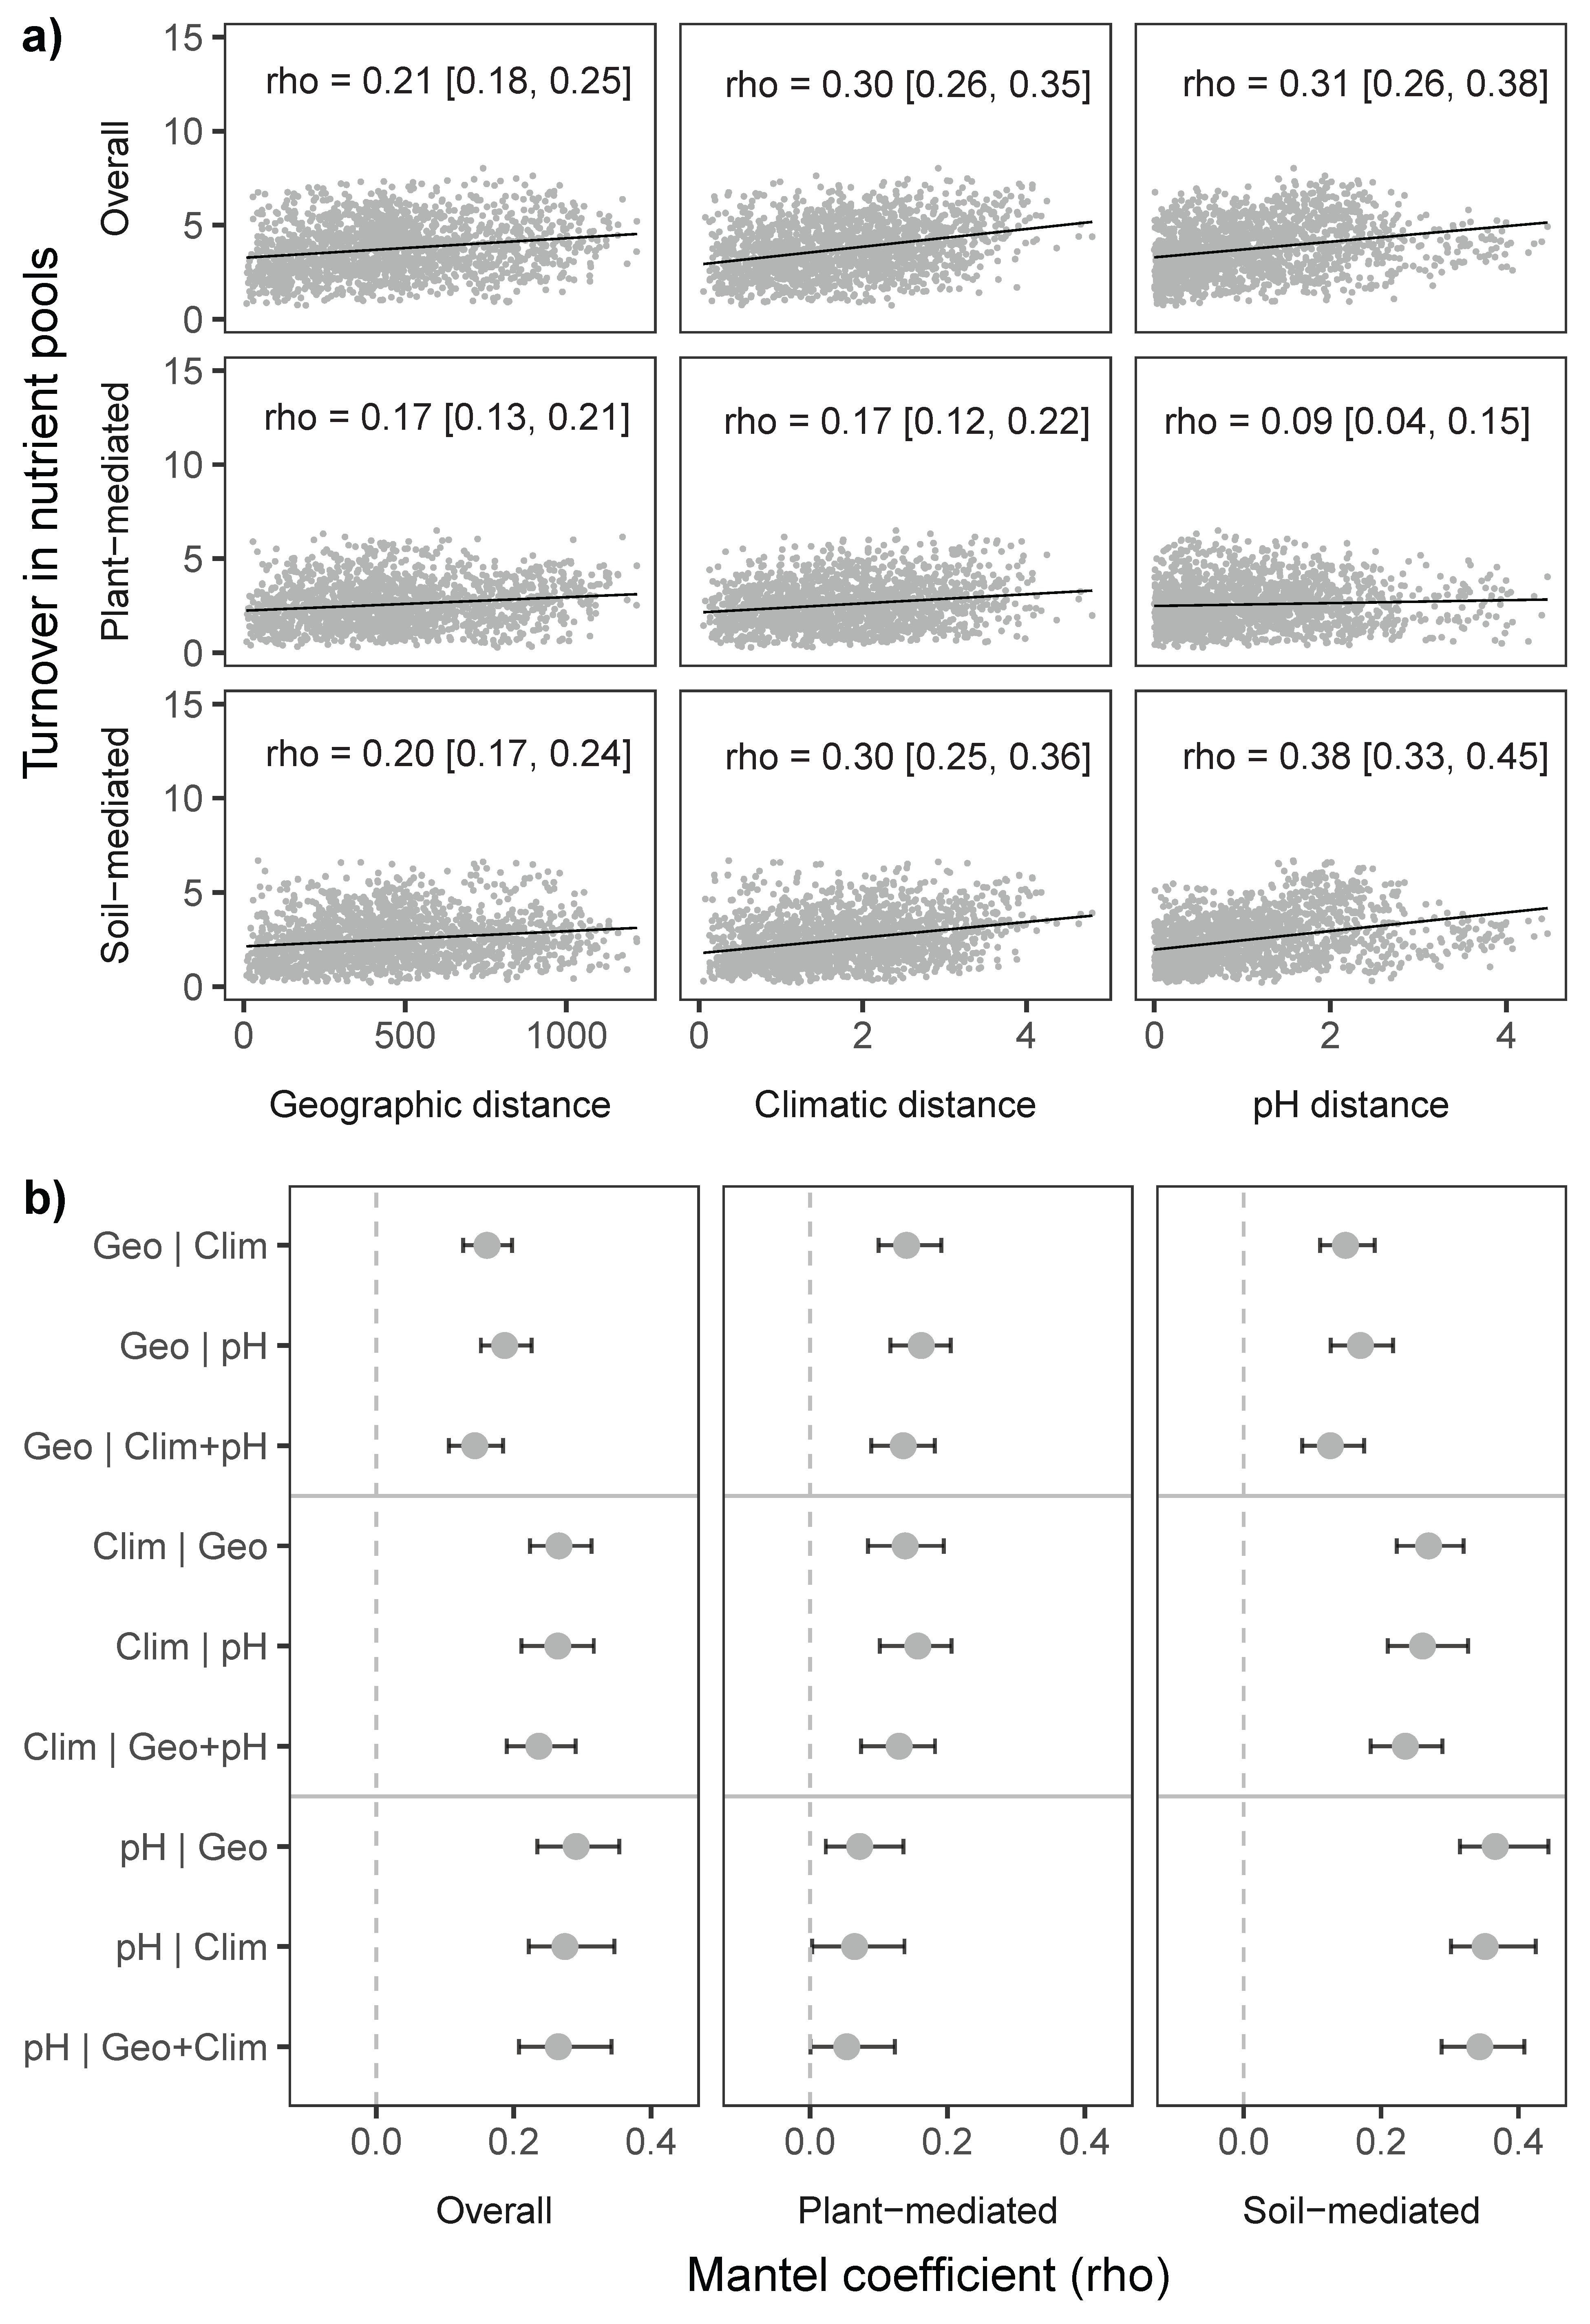 a)
Turnover in nutrient pools
Overall
15
10
5
0
rho = 0.21 [0.18, 0.25]
rho = 0.30 [0.26, 0.35]
rho = 0.31 [0.26, 0.38]
Plant−mediated
15
10
5
0
rho = 0.17 [0.13, 0.21]
rho = 0.17 [0.12, 0.22]
rho = 0.09 [0.04, 0.15]
Soil−mediated
15
10
5
0
rho = 0.20 [0.17, 0.24]
rho = 0.30 [0.25, 0.36]
rho = 0.38 [0.33, 0.45]
0 500 1000
0 2 4
0 2 4
Geographic distance
Climatic distance
pH distance
b)
Geo | Clim
Geo | pH
Geo | Clim+pH
Clim | Geo
Clim | pH
Clim | Geo+pH
pH | Geo
pH | Clim
pH | Geo+Clim
0.0 0.2 0.4
0.0 0.2 0.4
0.0 0.2 0.4
Overall
Plant−mediated
Soil−mediated
Mantel coefficient (rho)